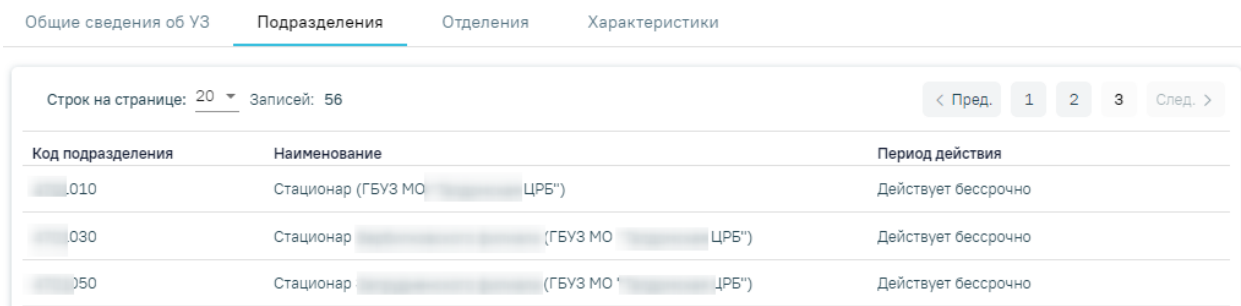 Общие сведения об УЗ Подразделения Отделения Характеристики
Строк на странице: 20 Записей: 56 < Пред. 1 2 3 След. >
Код подразделения Наименование Период действия
.010 Стационар (ГБУЗ МО ЦРБ") Действует бессрочно
.030 Стационар (ГБУЗ МО " ЦРБ") Действует бессрочно
050 Стационар (ГБУЗ МО " ЦРБ") Действует бессрочно